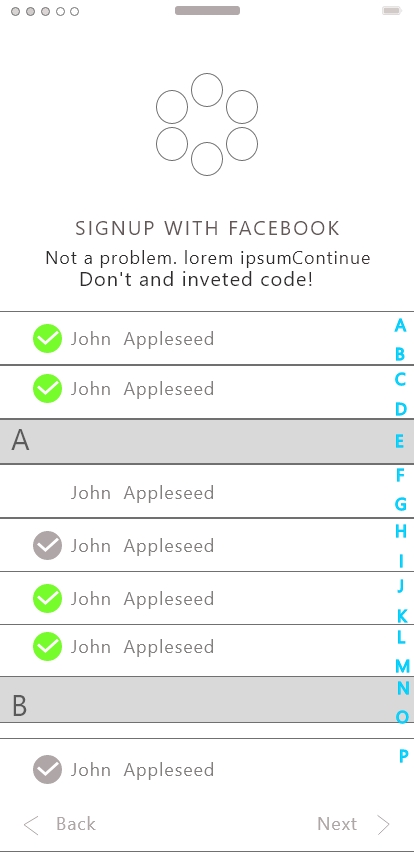 SIGNUP WITH FACEBOOK
Not a problem. lorem ipsumContinue
Don't and inveted code!
John Appleseed
A
B
John Appleseed
C
D
A
E
John Appleseed
F
G
John Appleseed
H
I
John Appleseed
J
K
John Appleseed
L
M
B
N
O
John Appleseed
P
Back
Next